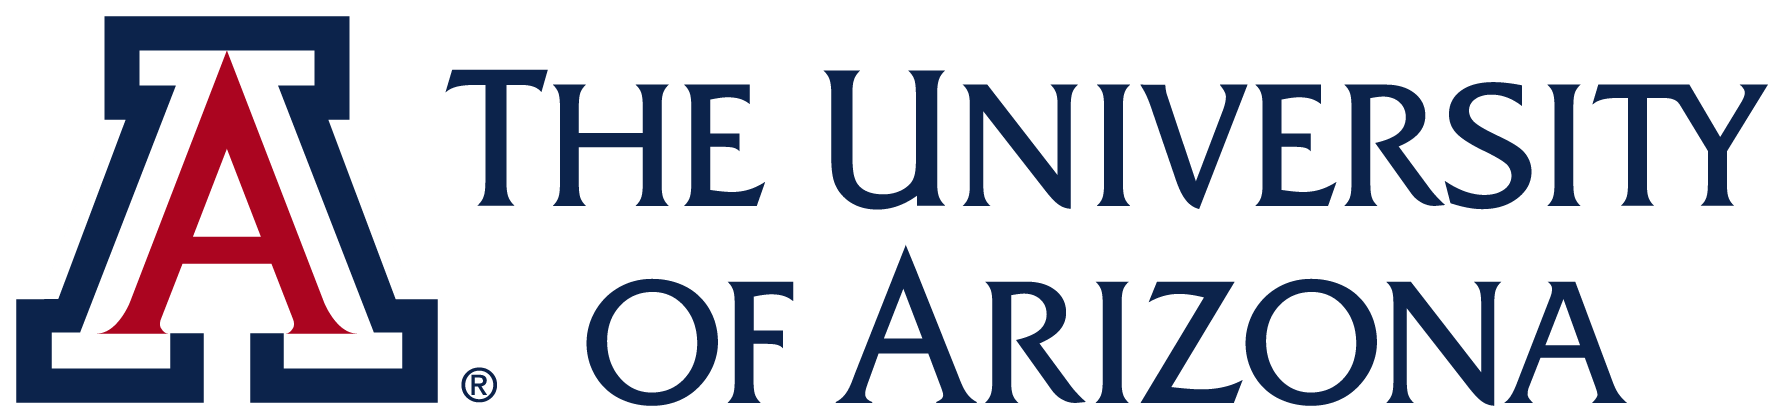 A
®
THE UNIVERSITY
OF ARIZONA